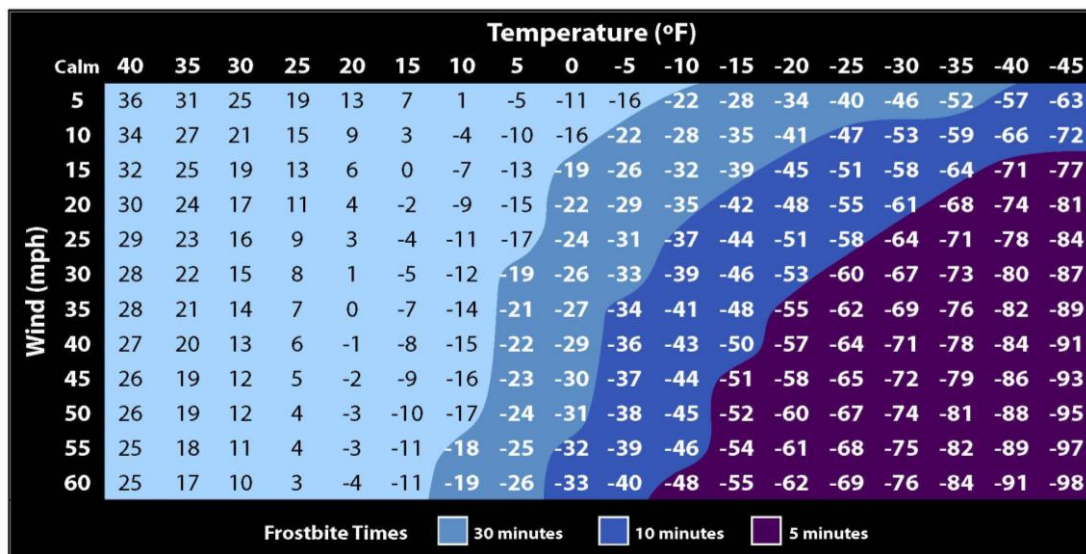 Temperature (ºF)
Calm 40 35 30 25 20 15 10 5 0 -5 -10 -15 -20 -25 -30 -35 -40 -45
Wind (mph)
5 36 31 25 19 13 7 1 -5 -11 -16 -22 -28 -34 -40 -46 -52 -57 -63
10 34 27 21 15 9 3 -4 -10 -16 -22 -28 -35 -41 -47 -53 -59 -66 -72
15 32 25 19 13 6 0 -7 -13 -19 -26 -32 -39 -45 -51 -58 -64 -71 -77
20 30 24 17 11 4 -2 -9 -15 -22 -29 -35 -42 -48 -55 -61 -68 -74 -81
25 29 23 16 9 3 -4 -11 -17 -24 -31 -37 -44 -51 -58 -64 -71 -78 -84
30 28 22 15 8 1 -5 -12 -19 -26 -33 -39 -46 -53 -60 -67 -73 -80 -87
35 28 21 14 7 0 -7 -14 -21 -27 -34 -41 -48 -55 -62 -69 -76 -82 -89
40 27 20 13 6 -1 -8 -15 -22 -29 -36 -43 -50 -57 -64 -71 -78 -84 -91
45 26 19 12 5 -2 -9 -16 -23 -30 -37 -44 -51 -58 -65 -72 -79 -86 -93
50 26 19 12 4 -3 -10 -17 -24 -31 -38 -45 -52 -60 -67 -74 -81 -88 -95
55 25 18 11 4 -3 -11 -18 -25 -32 -39 -46 -54 -61 -68 -75 -82 -89 -97
60 25 17 10 3 -4 -11 -19 -26 -33 -40 -48 -55 -62 -69 -76 -84 -91 -98
Frostbite Times 30 minutes 10 minutes 5 minutes